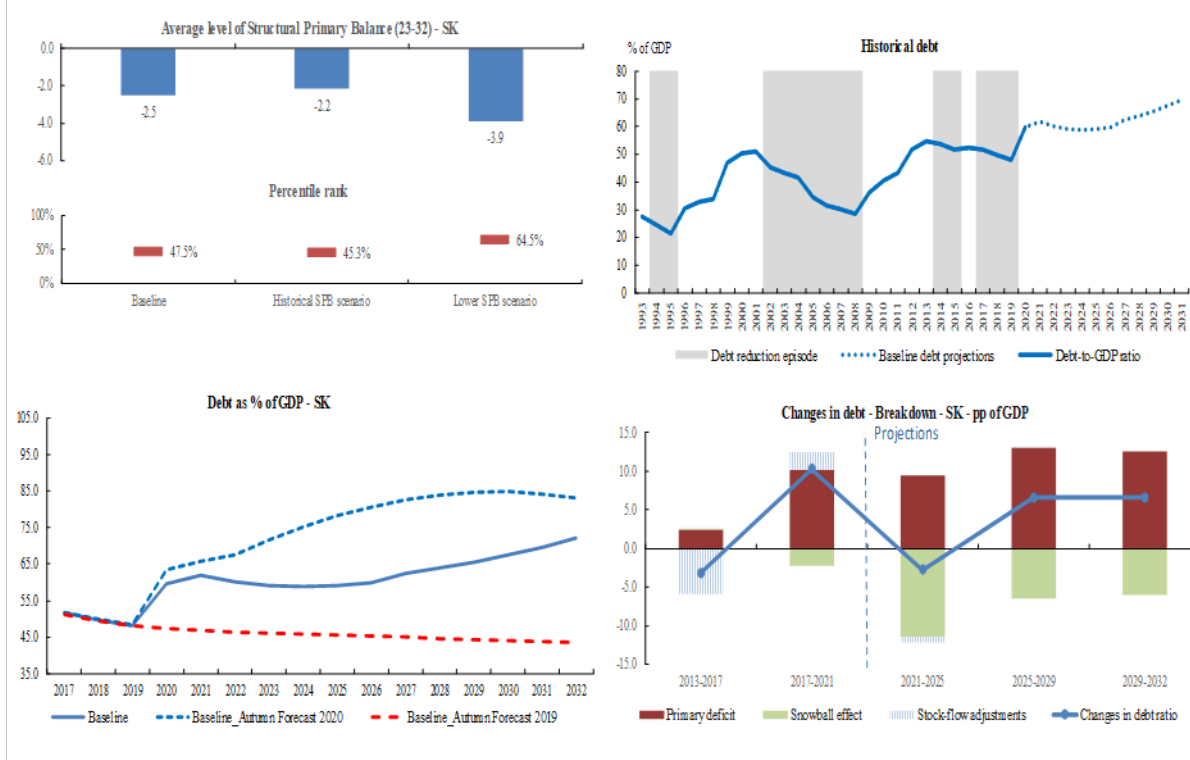 Average level of Structural Primary Balance (23-32) - SK
0.0
-2.0
-4.0
-6.0
-2.5
-2.2
-3.9
Percentile rank
100%
50%
0%
47.5%
45.3%
64.5%
Baseline Historical SPB scenario Lower SPB scenario
Historical debt
% of GDP
80
70
60
50
40
30
20
10
0
1993 1994 1995 1996 1997 1998 1999 2000 2001 2002 2003 2004 2005 2006 2007 2008 2009 2010 2011 2012 2013 2014 2015 2016 2017 2018 2019 2020 2021 2022 2023 2024 2025 2026 2027 2028 2029 2030 2031
Debt reduction episode Baseline debt projections Debt-to-GDP ratio
Debt as % of GDP - SK
105.0
95.0
85.0
75.0
65.0
55.0
45.0
35.0
2017 2018 2019 2020 2021 2022 2023 2024 2025 2026 2027 2028 2029 2030 2031 2032
Baseline Baseline_Autumn Forecast 2020 Baseline_Autumn Forecast 2019
Changes in debt - Breakdown - SK - pp of GDP
Projections
15.0
10.0
5.0
0.0
-5.0
-10.0
-15.0
2013-2017 2017-2021 2021-2025 2025-2029 2029-2032
Primary deficit Snowball effect Stock-flow adjustments Changes in debt ratio